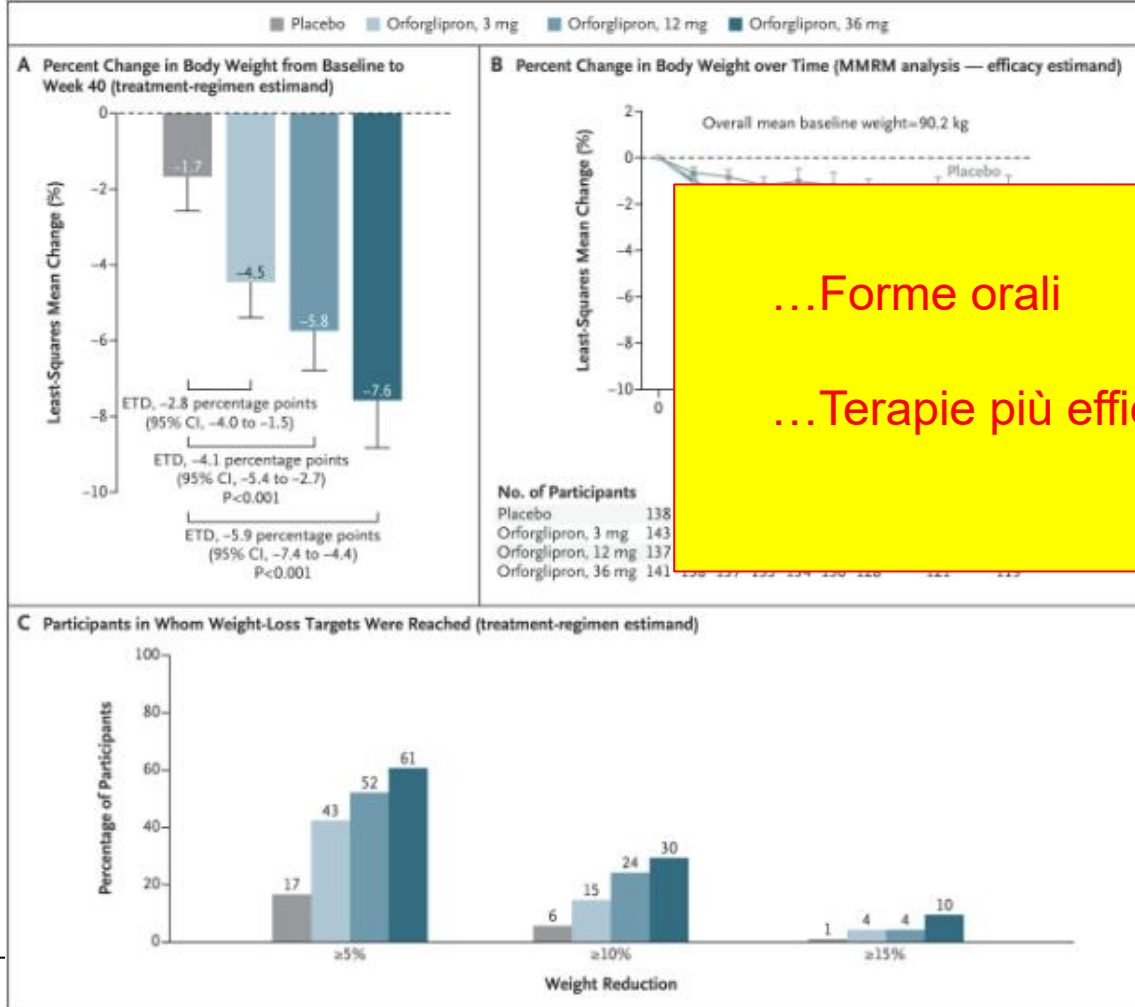 Placebo Orforglipron, 3 mg Orforglipron, 12 mg Orforglipron, 36 mg
A Percent Change in Body Weight from Baseline to
Week 40 (treatment-regimen estimand)
Least-Squares Mean Change (%)
0
−2
−4
−6
−8
−10
−1.7
−4.5
−5.8
−7.6
ETD, −2.8 percentage points
(95% CI, −4.0 to −1.5)
ETD, −4.1 percentage points
(95% CI, −5.4 to −2.7)
P<0.001
ETD, −5.9 percentage points
(95% CI, −7.4 to −4.4)
P<0.001
B Percent Change in Body Weight over Time (MMRM analysis — efficacy estimand)
Overall mean baseline weight=90.2 kg
Least-Squares Mean Change (%)
2
0
−2
−4
−6
−8
−10
0
Placebo
…Forme orali
…Terapie più
No. of Participants
Placebo 138
Orforglipron, 3 mg 143
Orforglipron, 12 mg 137
Orforglipron, 36 mg 141
C Participants in Whom Weight-Loss Targets Were Reached (treatment-regimen estimand)
Percentage of Participants
100
80
60
40
20
0
17 43 52 61
6 15 24 30
1 4 4 10
≥5% ≥10% ≥15%
Weight Reduction